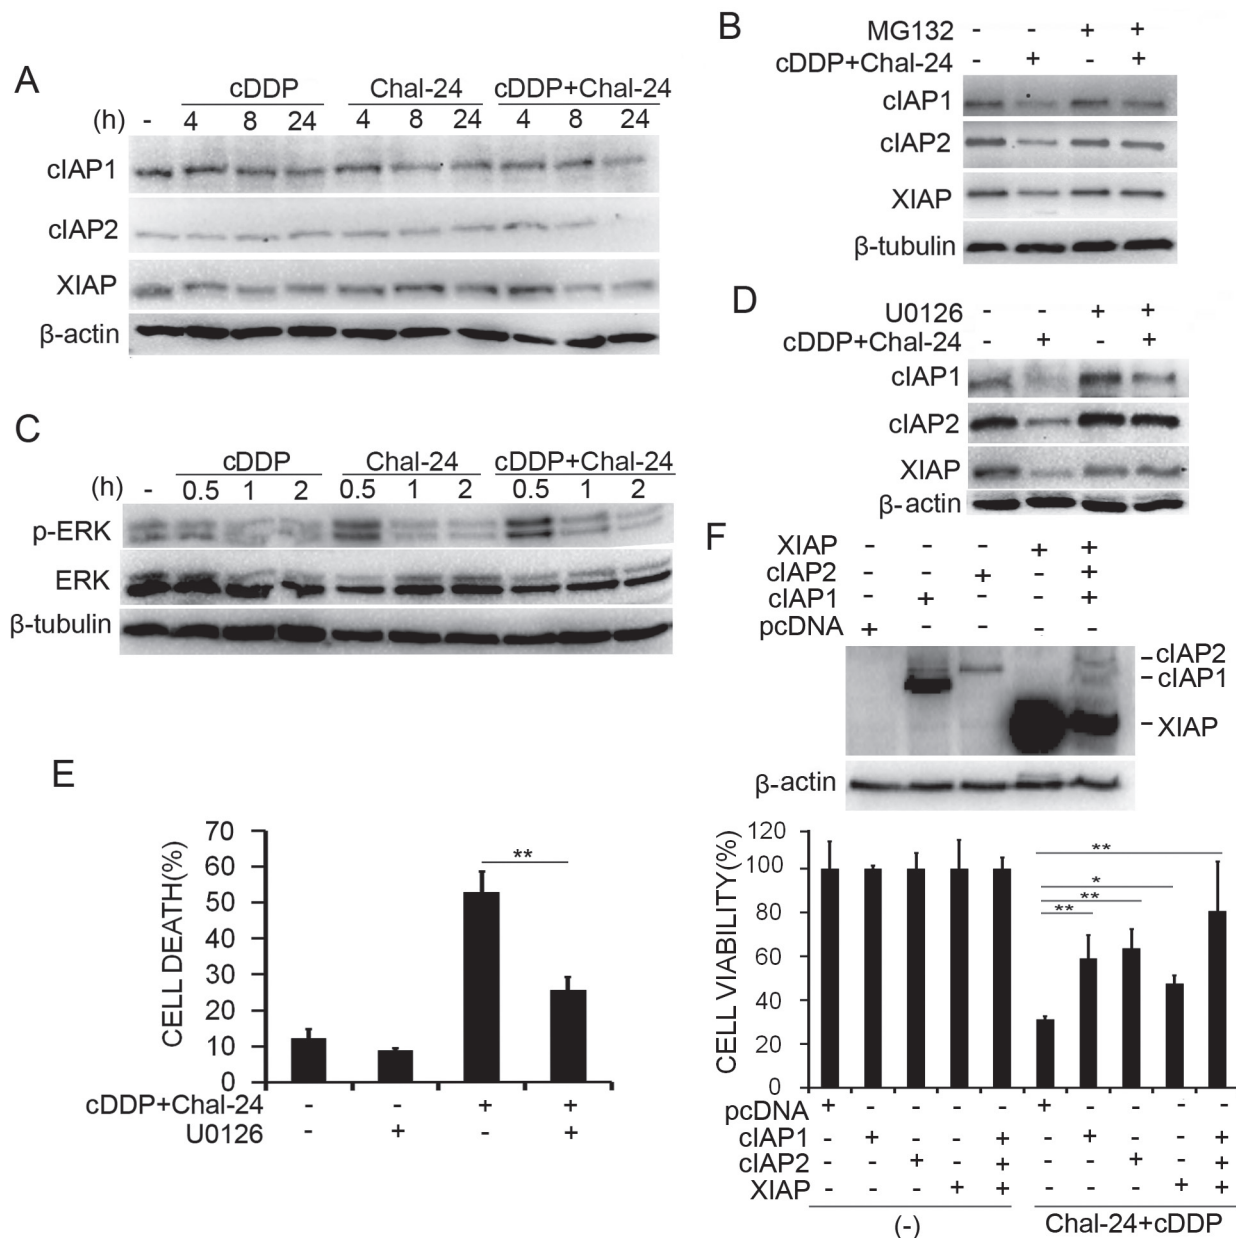 A
cDDP Chal-24 cDDP+Chal-24
(h) - 4 8 24 4 8 24 4 8 24
cIAP1
cIAP2
XIAP
β-actin
B
MG132 - - + +
cDDP+Chal-24 - + - +
cIAP1
cIAP2
XIAP
β-tubulin
C
cDDP Chal-24 cDDP+Chal-24
(h) - 0.5 1 2 0.5 1 2 0.5 1 2
p-ERK
ERK
β-tubulin
D
U0126 - - + +
cDDP+Chal-24 - + - +
cIAP1
cIAP2
XIAP
β-actin
E
CELL DEATH(%)
70
60
50
40
30
20
10
0
**
cDDP+Chal-24 - - + +
U0126 - + - +
F
XIAP - - - + +
cIAP2 - - + - +
cIAP1 - + - - +
pcDNA + - - - -
cIAP2
cIAP1
XIAP
β-actin
CELL VIABILITY(%)
120
100
80
60
40
20
0
**
*
**
**
pcDNA + - - - - + - - - -
cIAP1 - + - - + - + - - +
cIAP2 - - + - + - - + - +
XIAP - - - + + - - - + +
(-) Chal-24+cDDP